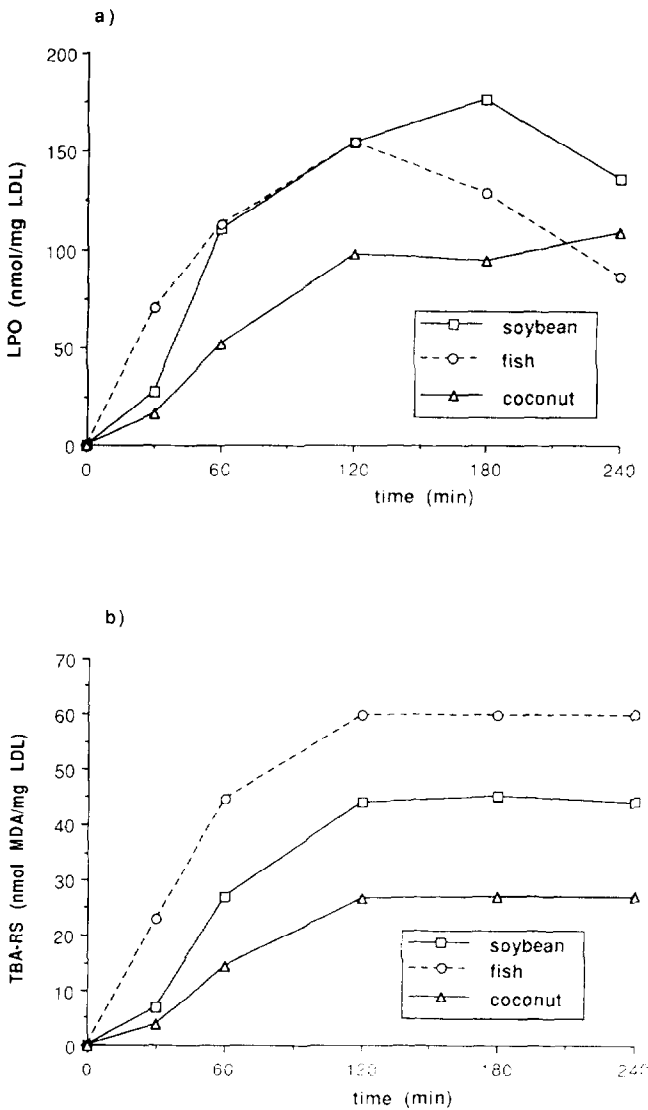 a)
LPO (nmol/mg LDL)
200
150
100
50
0
0 60 120 180 240
time (min)
soybean
fish
coconut
b)
TBA-RS (nmol MDA/mg LDL)
70
60
50
40
30
20
10
0
0 60 120 180 240
time (min)
soybean
fish
coconut